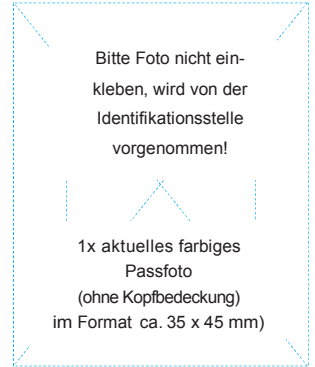 Bitte Foto nicht ein-
kleben, wird von der
Identifikationsstelle
vorgenommen!
1x aktuelles farbiges
Passfoto
(ohne Kopfbedeckung)
im Format ca. 35 x 45 mm)